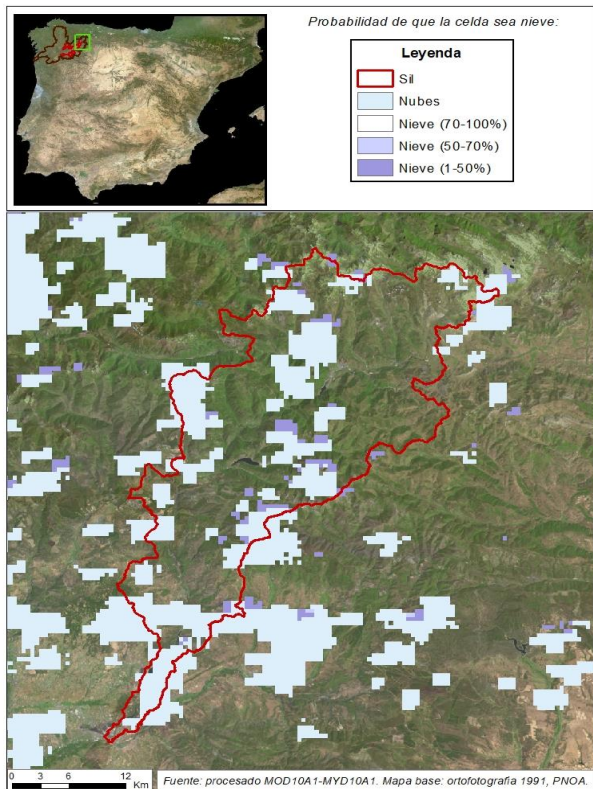 Probabilidad de que la celda sea nieve:
Leyenda
Sil
Nubes
Nieve (70-100%)
Nieve (50-70%)
Nieve (1-50%)
0 3 6 12
Km
Fuente: procesado MOD10A1-MYD10A1. Mapa base: ortofotografia 1991, PNOA.